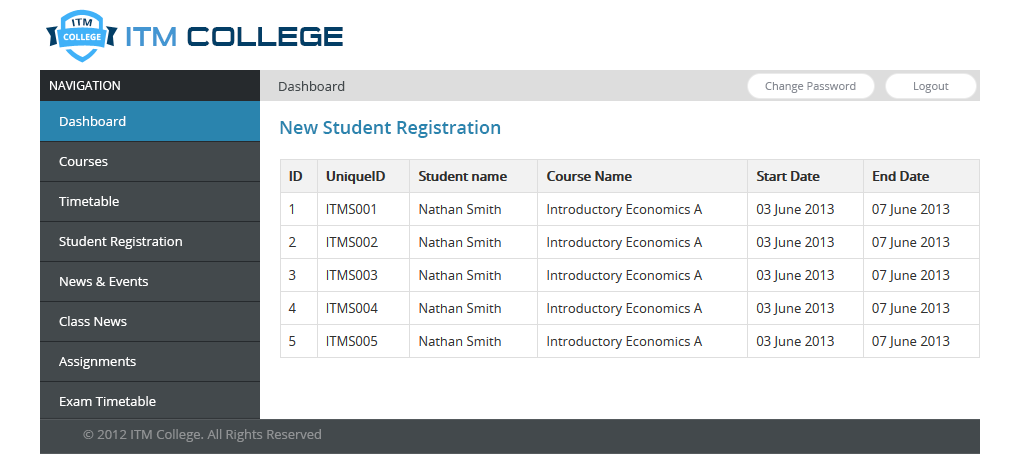 ITM
COLLEGE
ITM COLLEGE
NAVIGATION
Dashboard
Change Password
Logout
Dashboard
Courses
Timetable
Student Registration
News & Events
Class News
Assignments
Exam Timetable
New Student Registration
ID UniqueID Student name Course Name Start Date End Date
1 ITMS001 Nathan Smith Introductory Economics A 03 June 2013 07 June 2013
2 ITMS002 Nathan Smith Introductory Economics A 03 June 2013 07 June 2013
3 ITMS003 Nathan Smith Introductory Economics A 03 June 2013 07 June 2013
4 ITMS004 Nathan Smith Introductory Economics A 03 June 2013 07 June 2013
5 ITMS005 Nathan Smith Introductory Economics A 03 June 2013 07 June 2013
© 2012 ITM College. All Rights Reserved